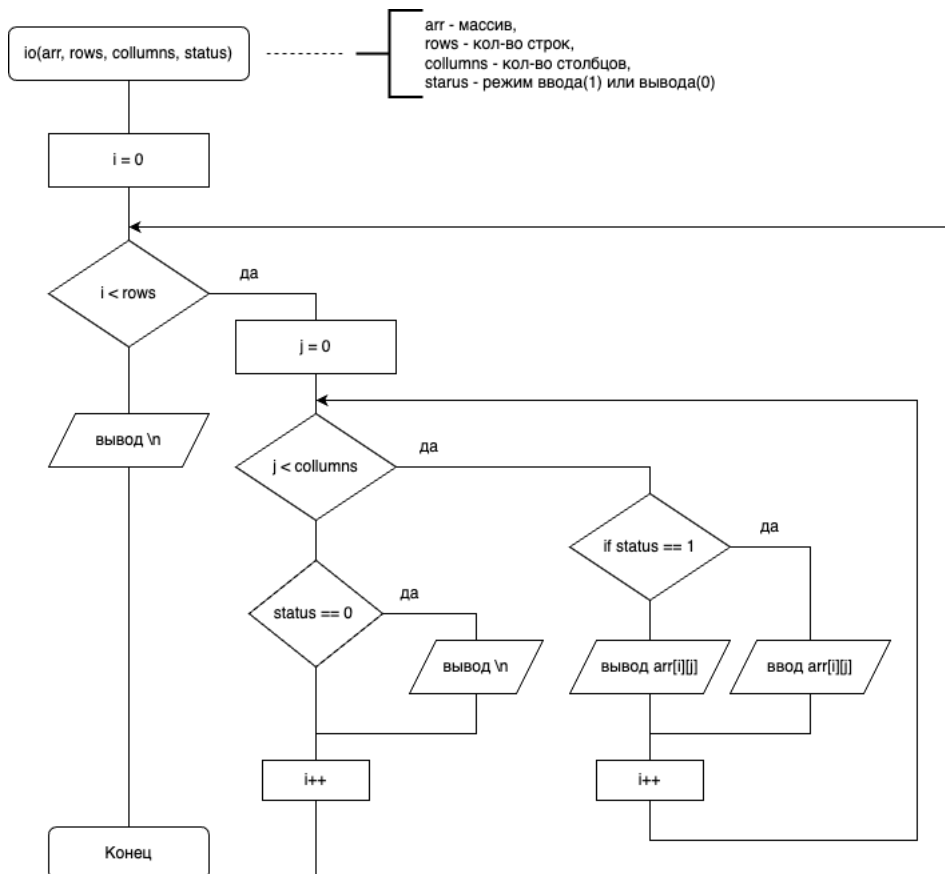 io(arr, rows, collumns, status)
arr - массив,
rows - кол-во строк,
collumns - кол-во столбцов,
starus - режим ввода(1) или вывода(0)
i = 0
i < rows
да
j = 0
вывод \n
j < collumns
да
if status == 1
да
status == 0
да
вывод \n
вывод arr[i][j]
ввод arr[i][j]
i++
i++
Конец